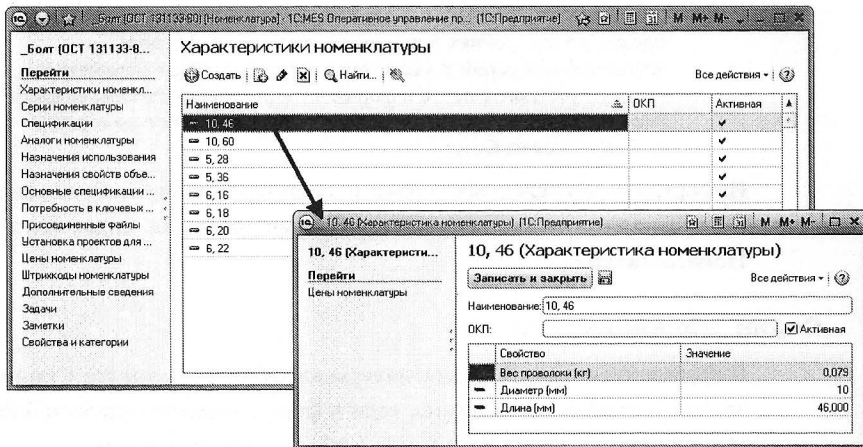 _Болт (ОСТ 131133-80) (Номенклатура) - 1С:MES Оперативное управление пр... (1С:Предприятие) M M+ M-
_Болт (ОСТ 131133-8...
Перейти
Характеристики номенкл...
Серии номенклатуры
Спецификации
Аналоги номенклатуры
Назначения использования
Назначения свойств объе...
Основные спецификации ...
Потребность в ключевых ...
Присоединенные файлы
Установка проектов для ...
Цены номенклатуры
Штрихкоды номенклатуры
Дополнительные сведения
Задачи
Заметки
Свойства и категории
Характеристики номенклатуры
Создать Найти... Все действия
Наименование ОКП Активная
10, 46
10, 60
5, 28
5, 36
6, 16
6, 18
6, 20
6, 22
10, 46 (Характеристика номенклатуры) (1С:Предприятие) M M+ M-
10, 46 (Характеристи...
Перейти
Цены номенклатуры
10, 46 (Характеристика номенклатуры)
Записать и закрыть Все действия
Наименование: 10, 46
ОКП: Активная
Свойство Значение
Вес проволоки (кг) 0,079
Диаметр (мм) 10
Длина (мм) 46,000